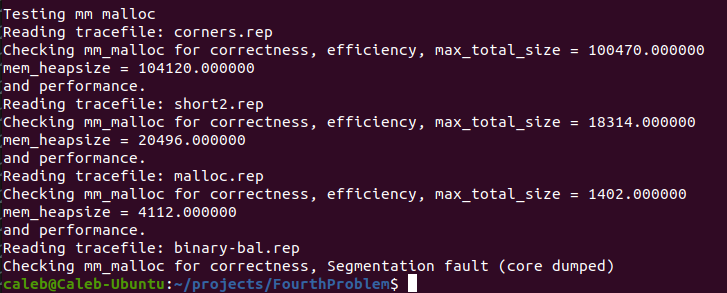 Testing mm malloc
Reading tracefile: corners.rep
Checking mm_malloc for correctness, efficiency, max_total_size = 100470.000000
mem_heapsize = 104120.000000
and performance.
Reading tracefile: short2.rep
Checking mm_malloc for correctness, efficiency, max_total_size = 18314.000000
mem_heapsize = 20496.000000
and performance.
Reading tracefile: malloc.rep
Checking mm_malloc for correctness, efficiency, max_total_size = 1402.000000
mem_heapsize = 4112.000000
and performance.
Reading tracefile: binary-bal.rep
Checking mm_malloc for correctness, Segmentation fault (core dumped)
caleb@Caleb-Ubuntu:~/projects/FourthProblem$